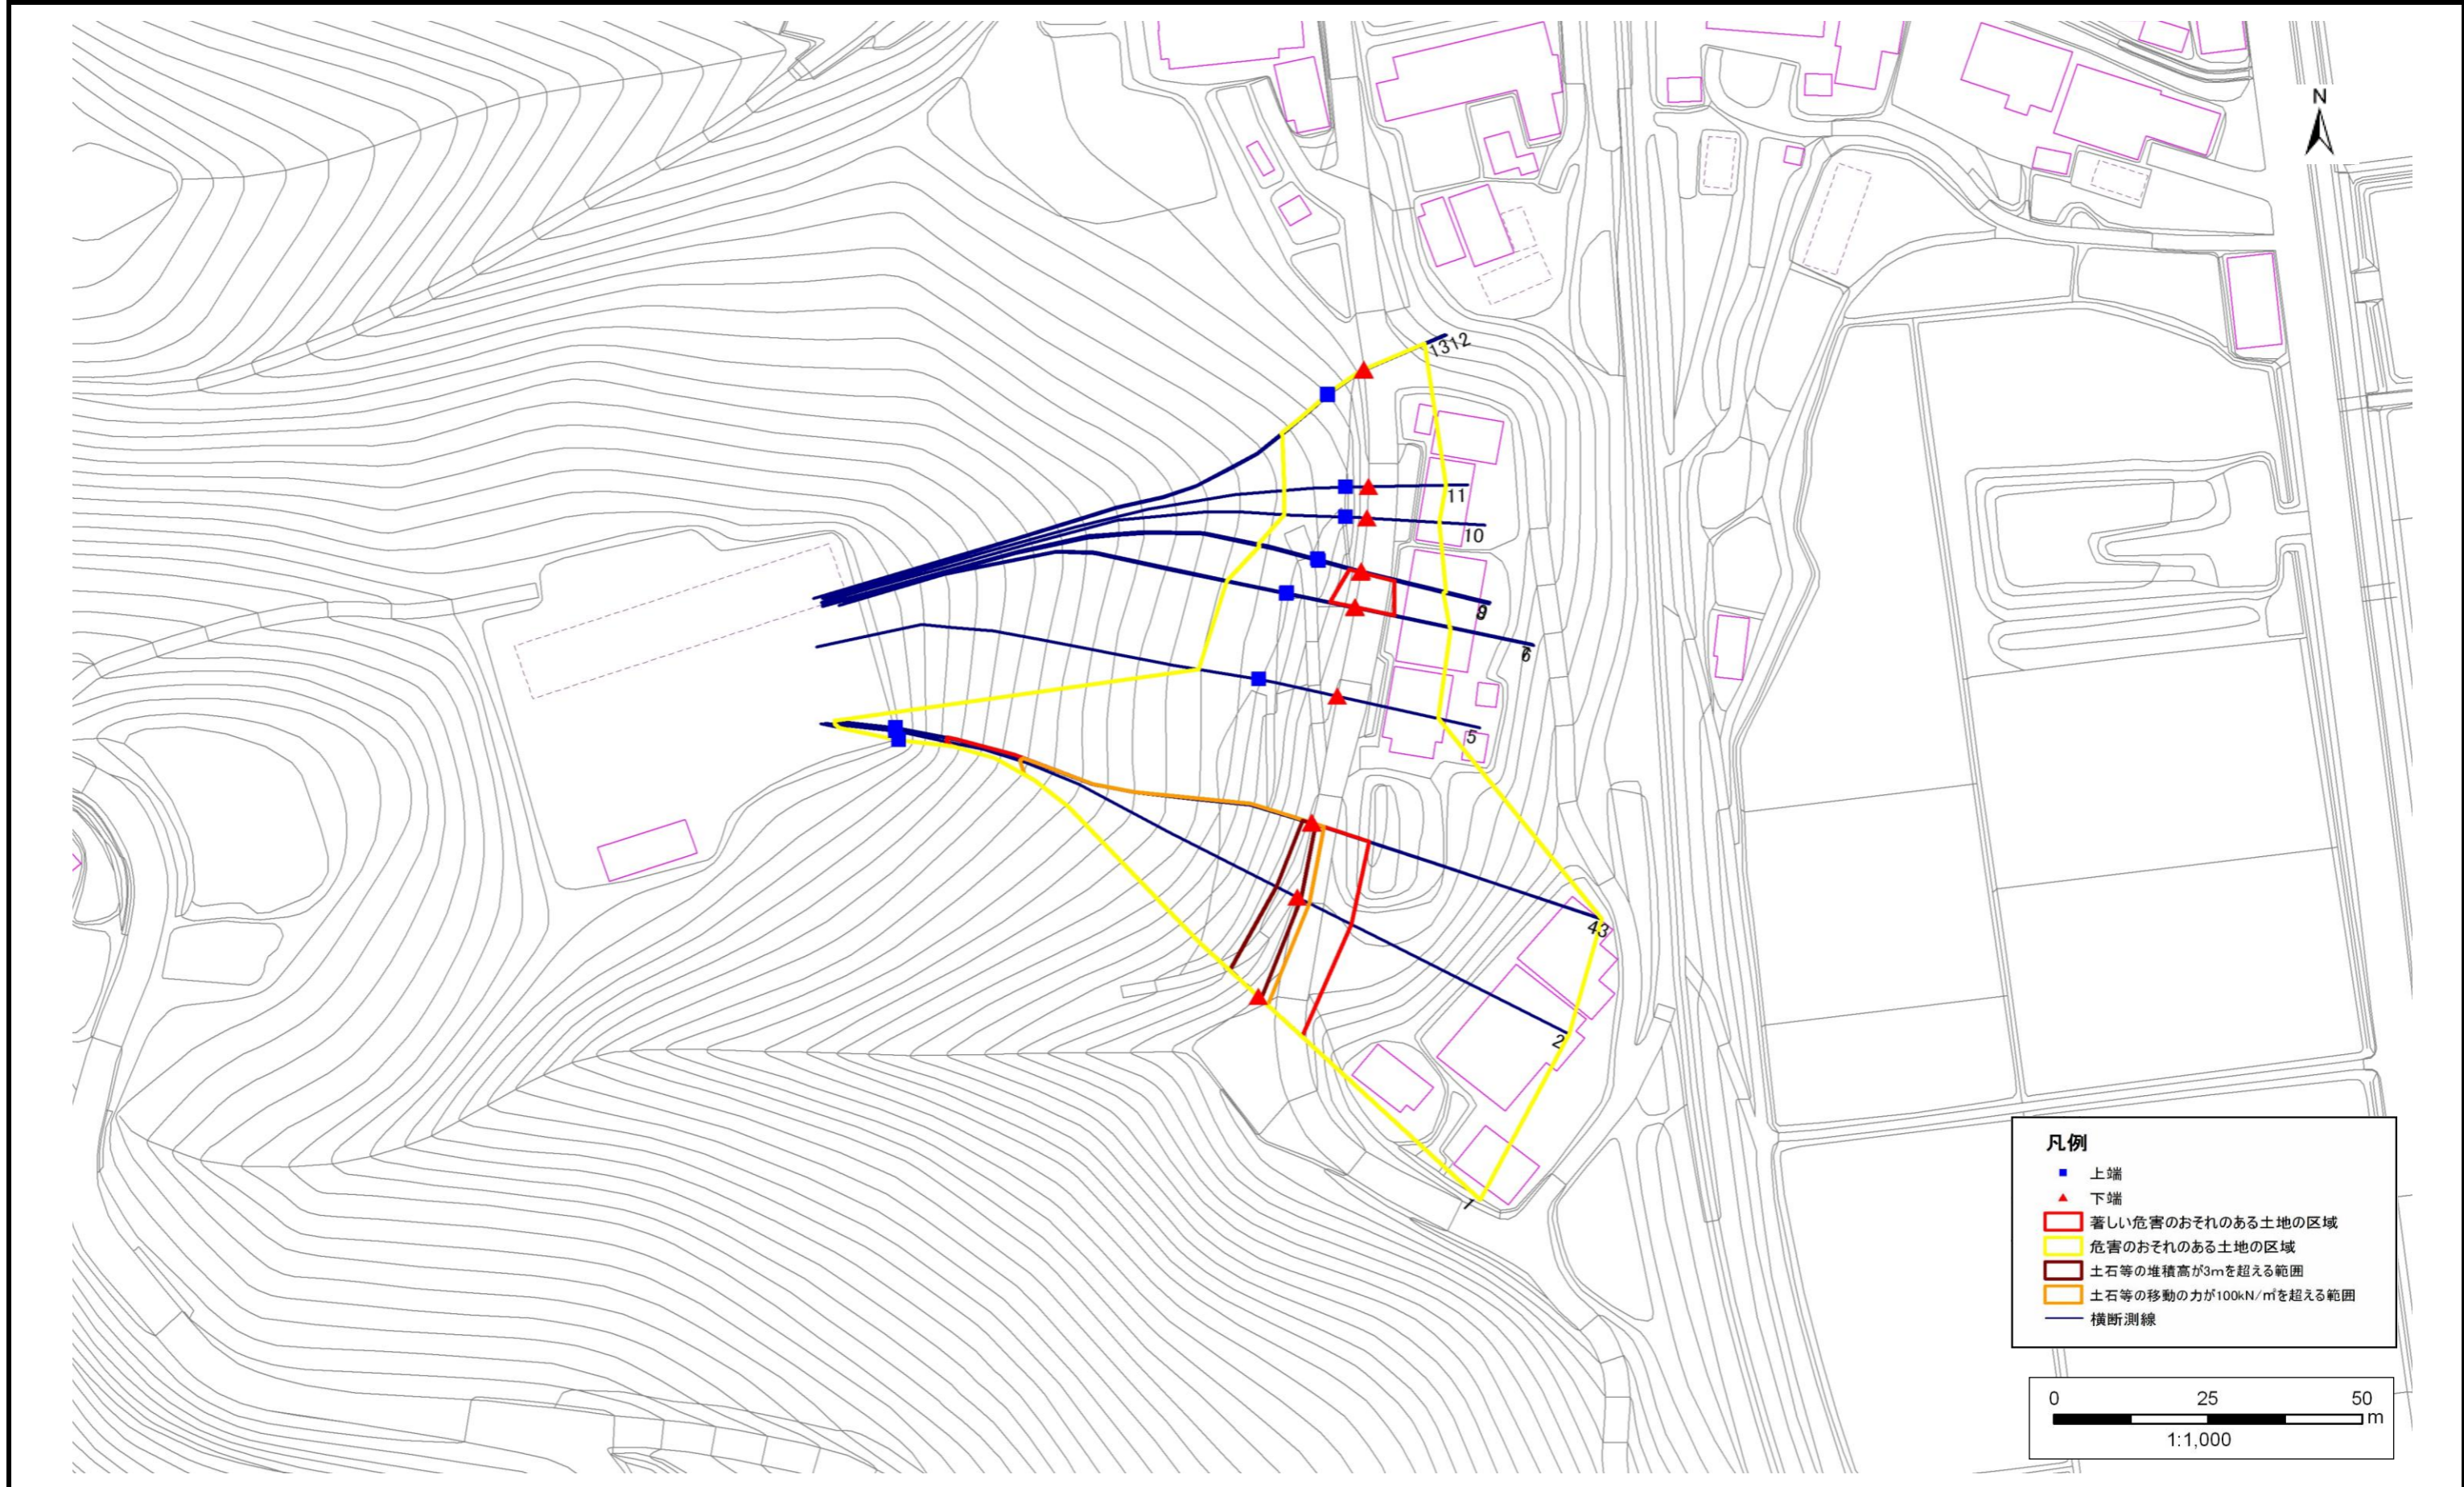 N
1312
11
10
5
43
2
1
凡例
上端
下端
著しい危害のおそれのある土地の区域
危害のおそれのある土地の区域
土石等の堆積高が3mを超える範囲
土石等の移動の力が100kN/㎡を超える範囲
横断測線
0 25 50
m
1:1,000